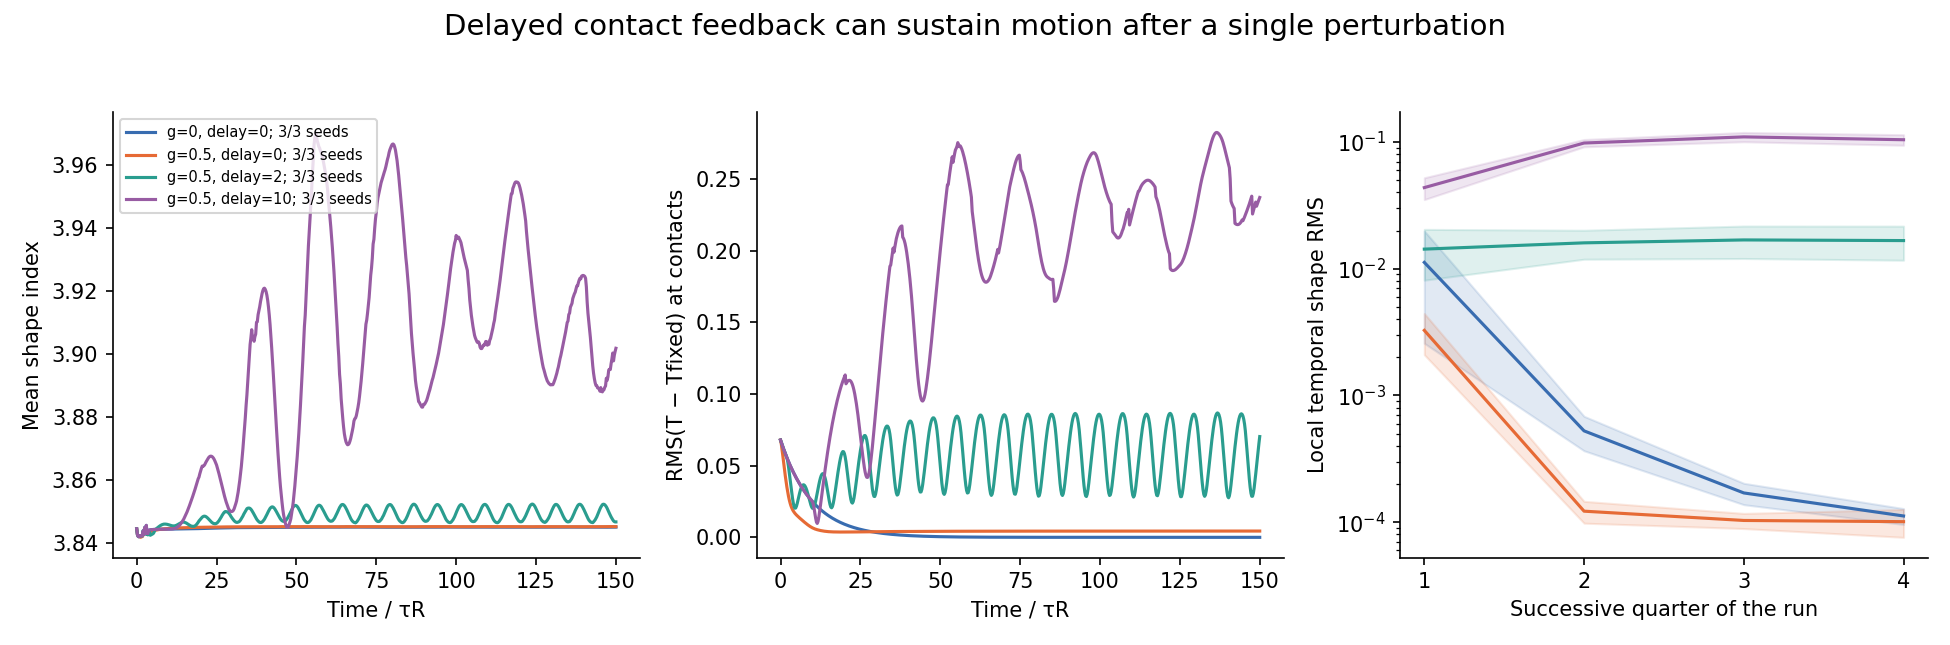 Delayed contact feedback can sustain motion after a single perturbation
Mean shape index
3.96
3.94
3.92
3.90
3.88
3.86
3.84
g=0, delay=0; 3/3 seeds
g=0.5, delay=0; 3/3 seeds
g=0.5, delay=2; 3/3 seeds
g=0.5, delay=10; 3/3 seeds
0 25 50 75 100 125 150
Time / τR
RMS(T − Tfixed) at contacts
0.25
0.20
0.15
0.10
0.05
0.00
0 25 50 75 100 125 150
Time / τR
Local temporal shape RMS
10⁻¹
10⁻²
10⁻³
10⁻⁴
1 2 3 4
Successive quarter of the run